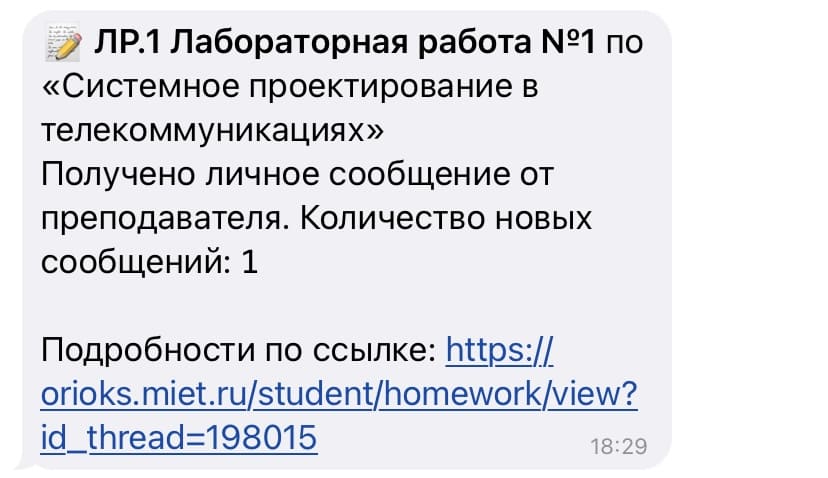 📝 ЛР.1 Лабораторная работа №1 по
«Системное проектирование в
телекоммуникациях»
Получено личное сообщение от
преподавателя. Количество новых
сообщений: 1
Подробности по ссылке: https://
orioks.miet.ru/student/homework/view?
id_thread=198015
18:29